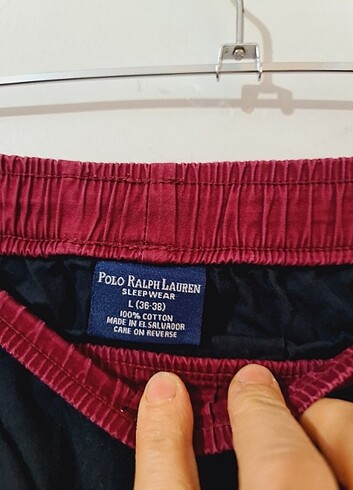 POLO RALPH LAUREN
SLEEPWEAR
L (36-38)
100% COTTON
MADE IN EL SALVADOR
CARE ON REVERSE